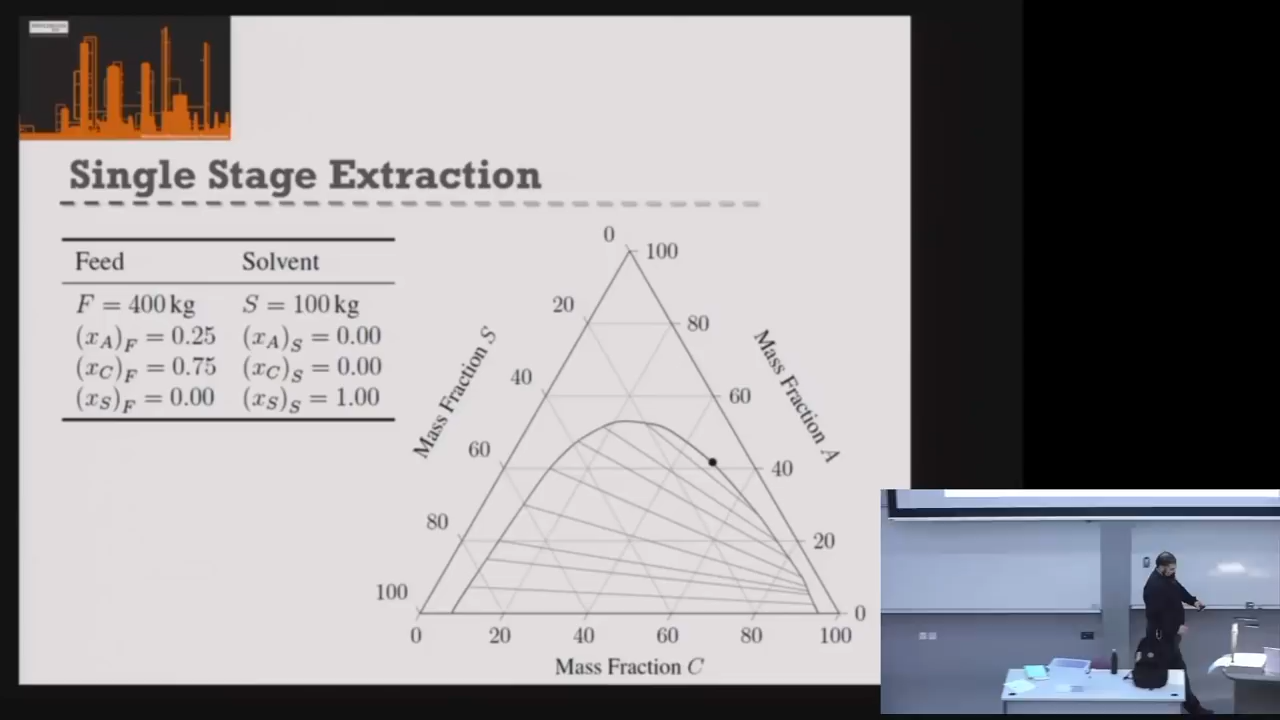 Single Stage Extraction
Feed Solvent
F = 400 kg S = 100 kg
(x_A)_F = 0.25 (x_A)_S = 0.00
(x_C)_F = 0.75 (x_C)_S = 0.00
(x_S)_F = 0.00 (x_S)_S = 1.00
0
20
40
60
80
100
Mass Fraction S
100
80
60
40
20
0
Mass Fraction A
0 20 40 60 80 100
Mass Fraction C